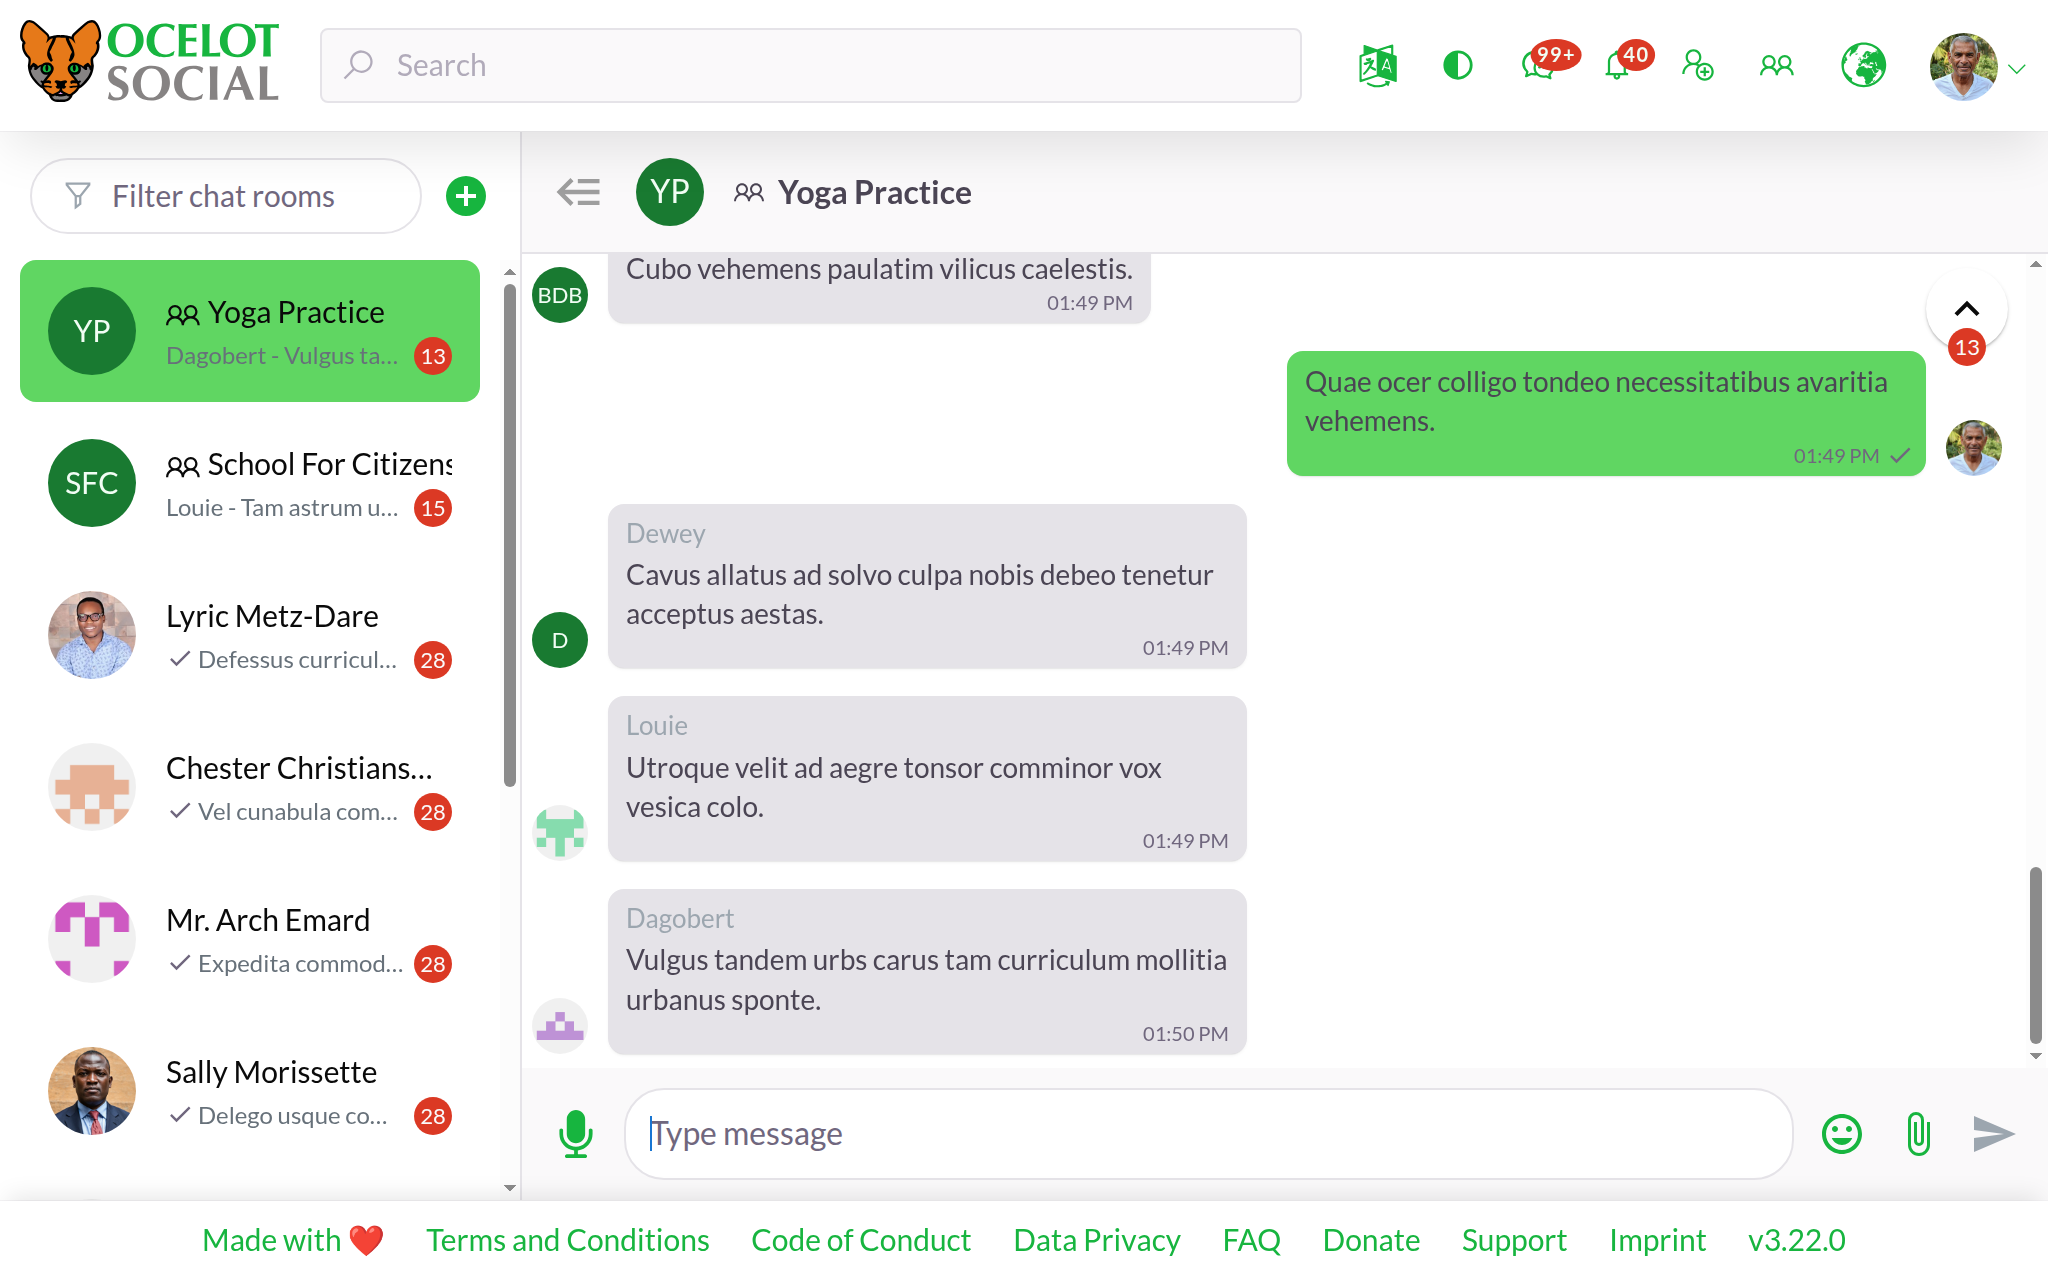 OCELOT
SOCIAL
Search
99+
40
Filter chat rooms
YP
Yoga Practice
Dagobert - Vulgus ta...
13
SFC
School For Citizens
Louie - Tam astrum u...
15
Lyric Metz-Dare
Defessus curricul...
28
Chester Christians...
Vel cunabula com...
28
Mr. Arch Emard
Expedita commod...
28
Sally Morissette
Delego usque co...
28
YP
Yoga Practice
BDB
Cubo vehemens paulatim vilicus caelestis.
01:49 PM
13
Quae ocer colligo tondeo necessitatibus avaritia
vehemens.
01:49 PM
Dewey
Cavus allatus ad solvo culpa nobis debeo tenetur
acceptus aestas.
01:49 PM
D
Louie
Utroque velit ad aegre tonsor comminor vox
vesica colo.
01:49 PM
Dagobert
Vulgus tandem urbs carus tam curriculum mollitia
urbanus sponte.
01:50 PM
Type message
Made with ❤️ Terms and Conditions Code of Conduct Data Privacy FAQ Donate Support Imprint v3.22.0